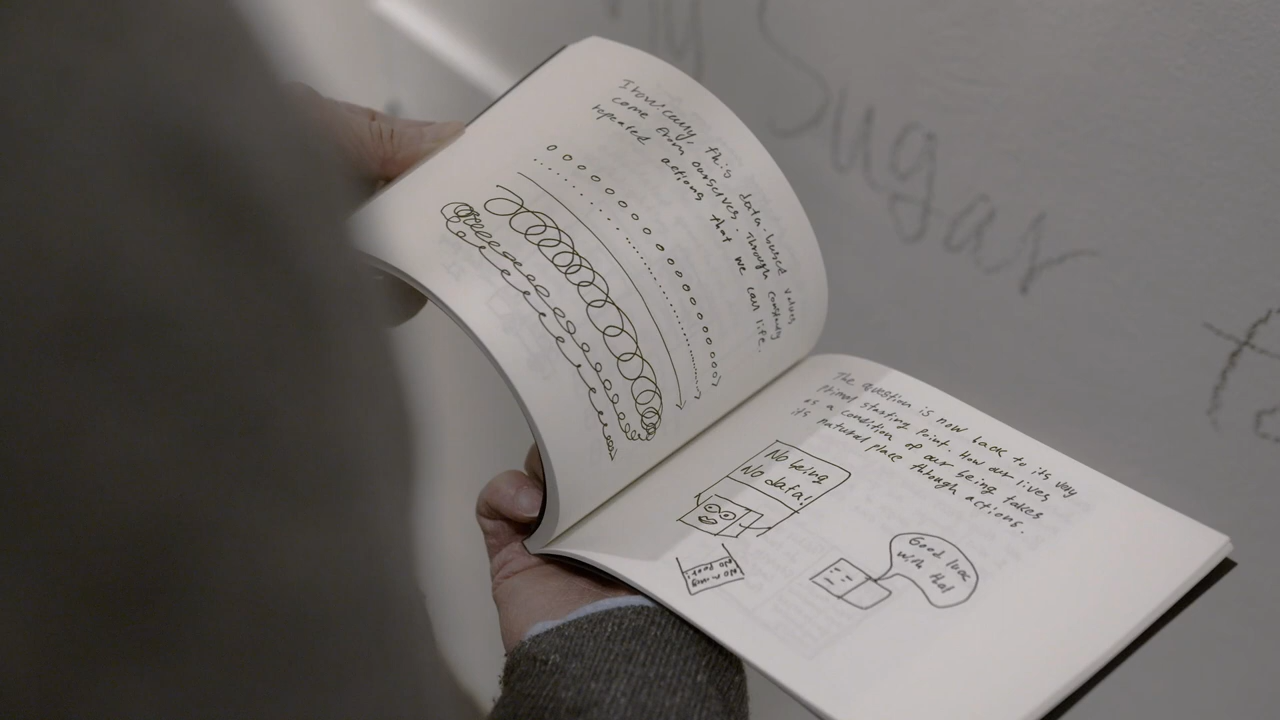 Ironically, this data-based values
come from ourselves. Through constant
repeated actions that we call life.
The question is now back to its very
primal starting point. How our lives
as a condition of our being takes
its natural place through actions.
No being
No data!
Good luck
with that
Sugar